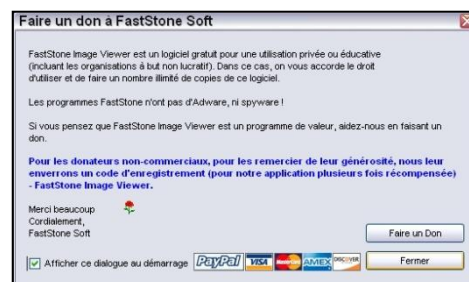 Faire un don à FastStone Soft
FastStone Image Viewer est un logiciel gratuit pour une utilisation privée ou éducative
(incluant les organisations à but non lucratif). Dans ce cas, on vous accorde le droit
d'utiliser et de faire un nombre illimité de copies de ce logiciel.
Les programmes FastStone n'ont pas d'Adware, ni spyware !
Si vous pensez que FastStone Image Viewer est un programme de valeur, aidez-nous en faisant un
don.
Pour les donateurs non-commerciaux, pour les remercier de leur générosité, nous leur
enverrons un code d'enregistrement (pour notre application plusieurs fois récompensée)
- FastStone Image Viewer.
Merci beaucoup
Cordialement,
FastStone Soft
Faire un Don
Afficher ce dialogue au démarrage PayPal VISA MasterCard AMEX DISCOVER
Fermer